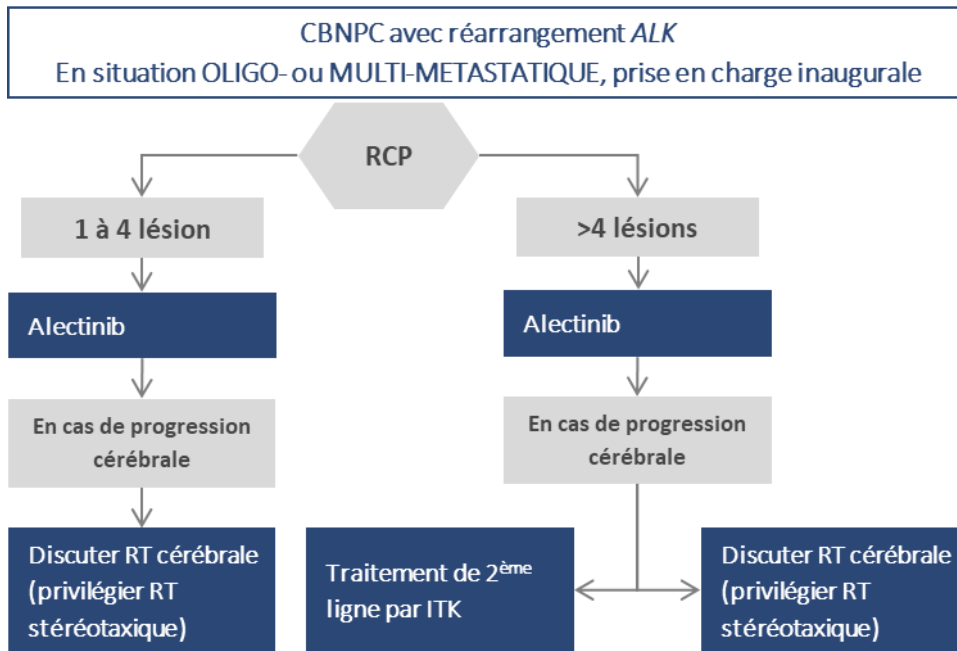 CBNPC avec réarrangement ALK
En situation OLIGO- ou MULTI-METASTATIQUE, prise en charge inaugurale
RCP
1 à 4 lésion
>4 lésions
Alectinib
Alectinib
En cas de progression
cérébrale
En cas de progression
cérébrale
Discuter RT cérébrale
(privilégier RT
stéréotaxique)
Traitement de 2ème
ligne par ITK
Discuter RT cérébrale
(privilégier RT
stéréotaxique)